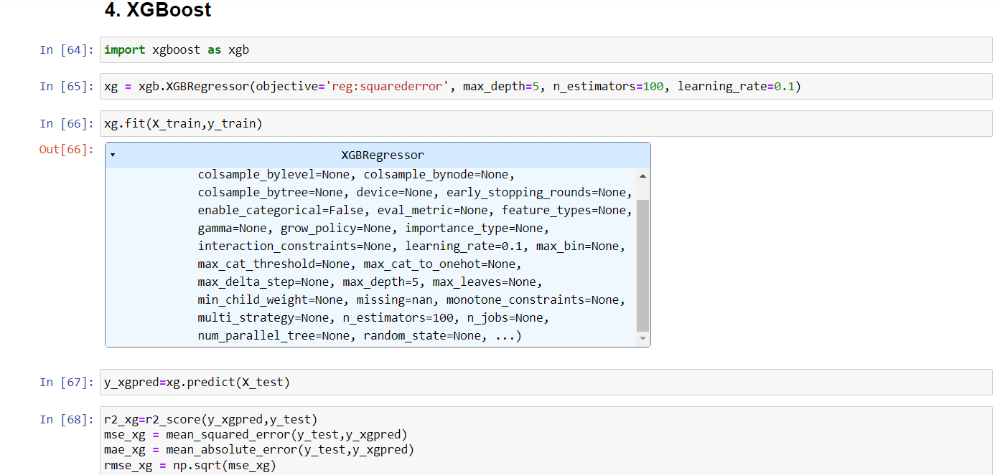 4. XGBoost
In [64]: import xgboost as xgb
In [65]: xg = xgb.XGBRegressor(objective='reg:squarederror', max_depth=5, n_estimators=100, learning_rate=0.1)
In [66]: xg.fit(X_train,y_train)
Out[66]:
XGBRegressor
colsample_bylevel=None, colsample_bynode=None,
colsample_bytree=None, device=None, early_stopping_rounds=None,
enable_categorical=False, eval_metric=None, feature_types=None,
gamma=None, grow_policy=None, importance_type=None,
interaction_constraints=None, learning_rate=0.1, max_bin=None,
max_cat_threshold=None, max_cat_to_onehot=None,
max_delta_step=None, max_depth=5, max_leaves=None,
min_child_weight=None, missing=nan, monotone_constraints=None,
multi_strategy=None, n_estimators=100, n_jobs=None,
num_parallel_tree=None, random_state=None, ...)
In [67]: y_xgpred=xg.predict(X_test)
In [68]: r2_xg=r2_score(y_xgpred,y_test)
mse_xg = mean_squared_error(y_test,y_xgpred)
mae_xg = mean_absolute_error(y_test,y_xgpred)
rmse_xg = np.sqrt(mse_xg)